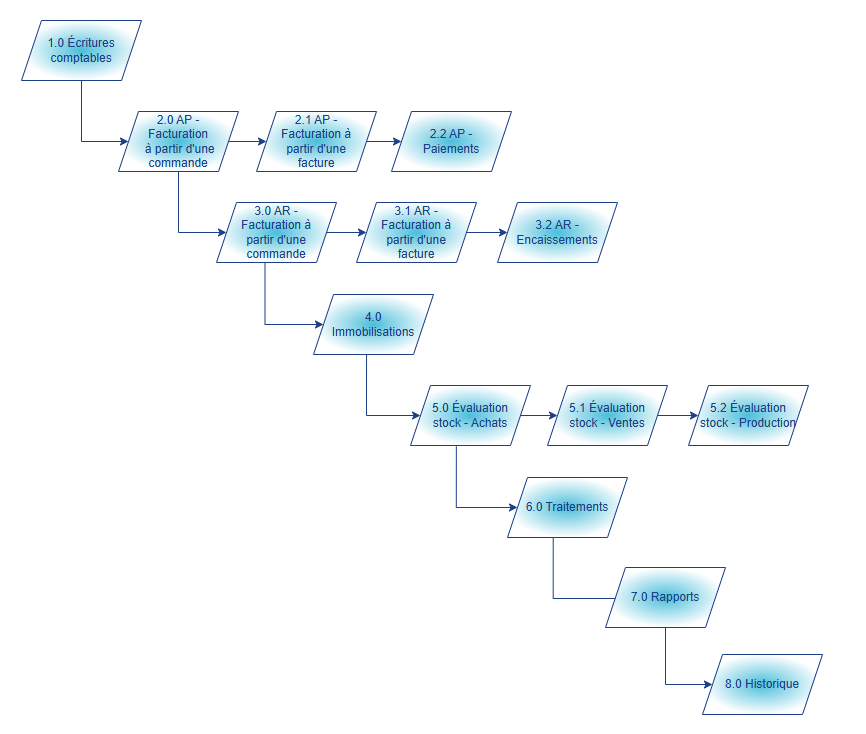 1.0 Écritures
comptables
2.0 AP -
Facturation
à partir d'une
commande
2.1 AP -
Facturation à
partir d'une
facture
2.2 AP -
Paiements
3.0 AR -
Facturation à
partir d'une
commande
3.1 AR -
Facturation à
partir d'une
facture
3.2 AR -
Encaissements
4.0
Immobilisations
5.0 Évaluation
stock - Achats
5.1 Évaluation
stock - Ventes
5.2 Évaluation
stock - Production
6.0 Traitements
7.0 Rapports
8.0 Historique